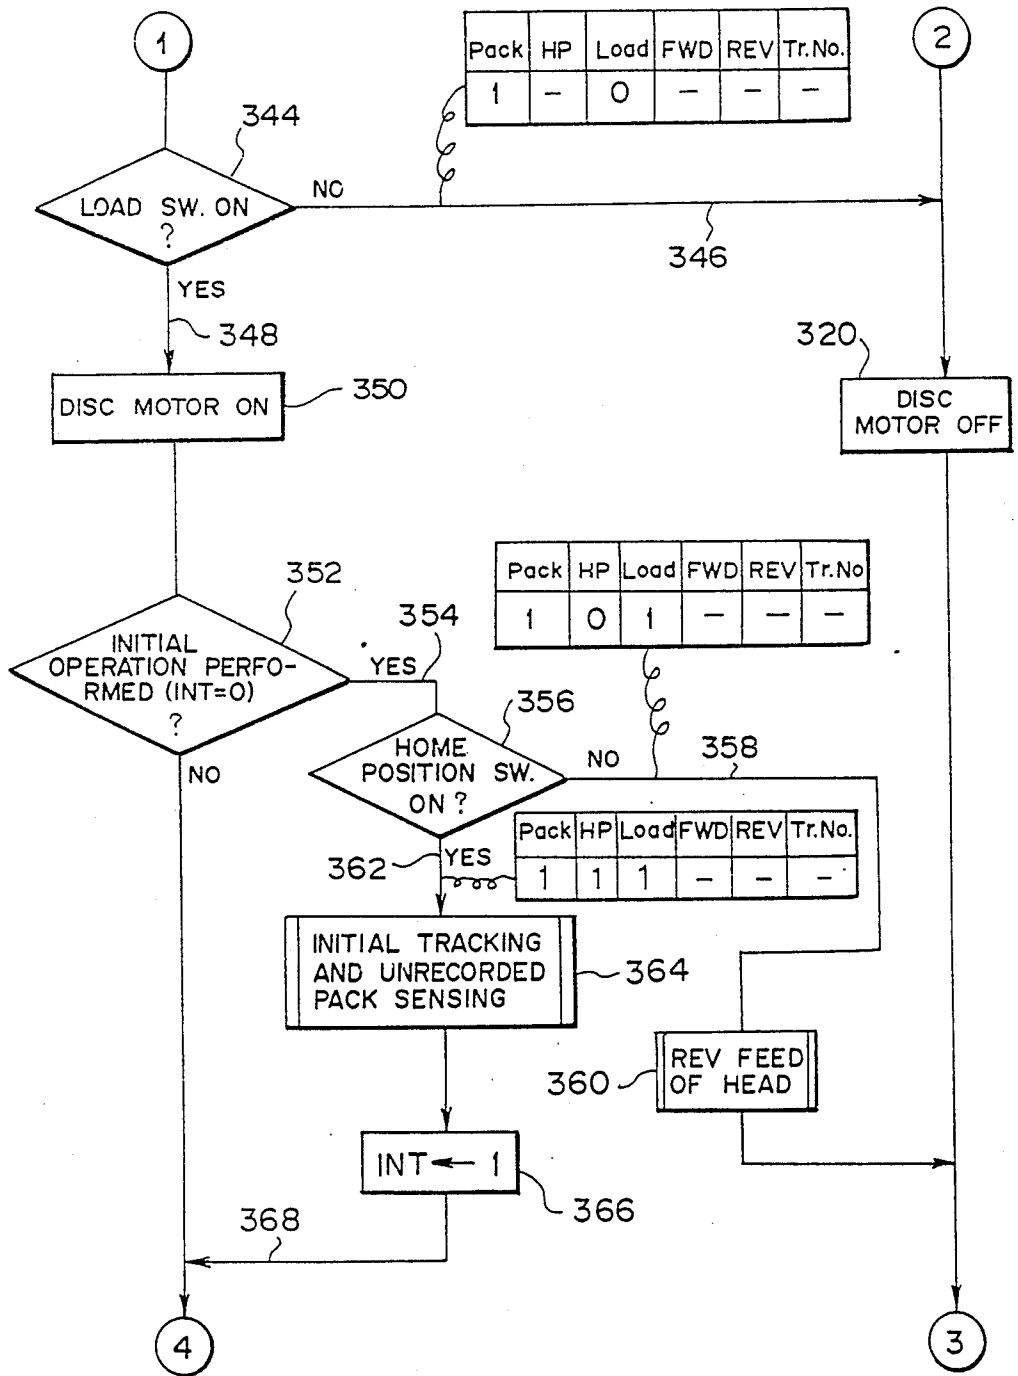 1
Pack HP Load FWD REV Tr.No.
1 - 0 - - -
2
344
LOAD SW. ON
?
NO
346
YES
348
DISC MOTOR ON
350
320
DISC
MOTOR OFF
352
INITIAL
OPERATION PERFO-
RMED (INT=0)
?
YES
354
NO
Pack HP Load FWD REV Tr.No
1 0 1 - - -
356
HOME
POSITION SW.
ON?
NO
358
362
YES
Pack HP Load FWD REV Tr.No.
1 1 1 - - -
INITIAL TRACKING
AND UNRECORDED
PACK SENSING
364
360
REV FEED
OF HEAD
INT ← 1
366
368
4
3